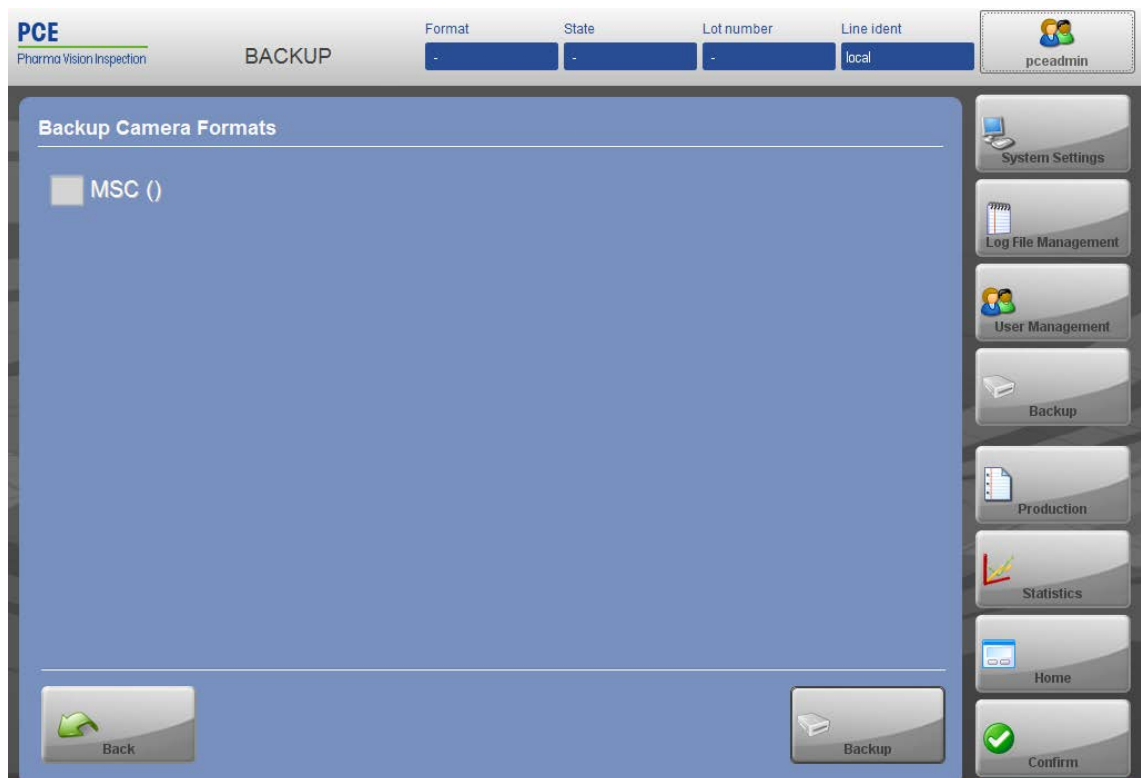 PCE
Pharma Vision Inspection
BACKUP
Format
State
Lot number
Line ident
-
-
-
local
pceadmin
Backup Camera Formats
MSC ()
System Settings
Log File Management
User Management
Backup
Production
Statistics
Home
Confirm
Back
Backup